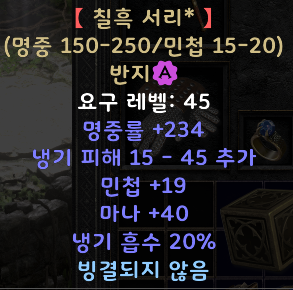 【 칠흑 서리* 】
(명중 150-250/민첩 15-20)
반지A
요구 레벨: 45
명중률 +234
냉기 피해 15 - 45 추가
민첩 +19
마나 +40
냉기 흡수 20%
빙결되지 않음